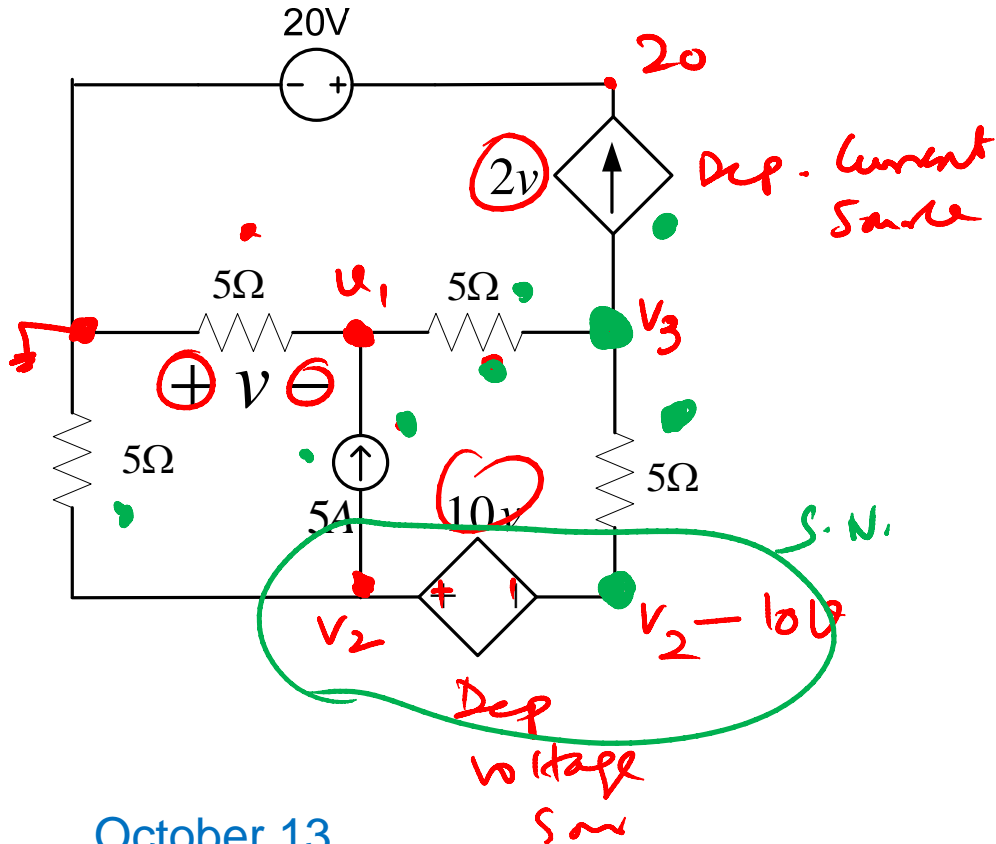 20V
20
- +
2v
Dep. Current
Source
5Ω
v1
5Ω
V3
+ v -
5Ω
5Ω
5A
10v
S.N.
+ -
V2
V2 - 10v
Dep
Voltage
Sou
October 13